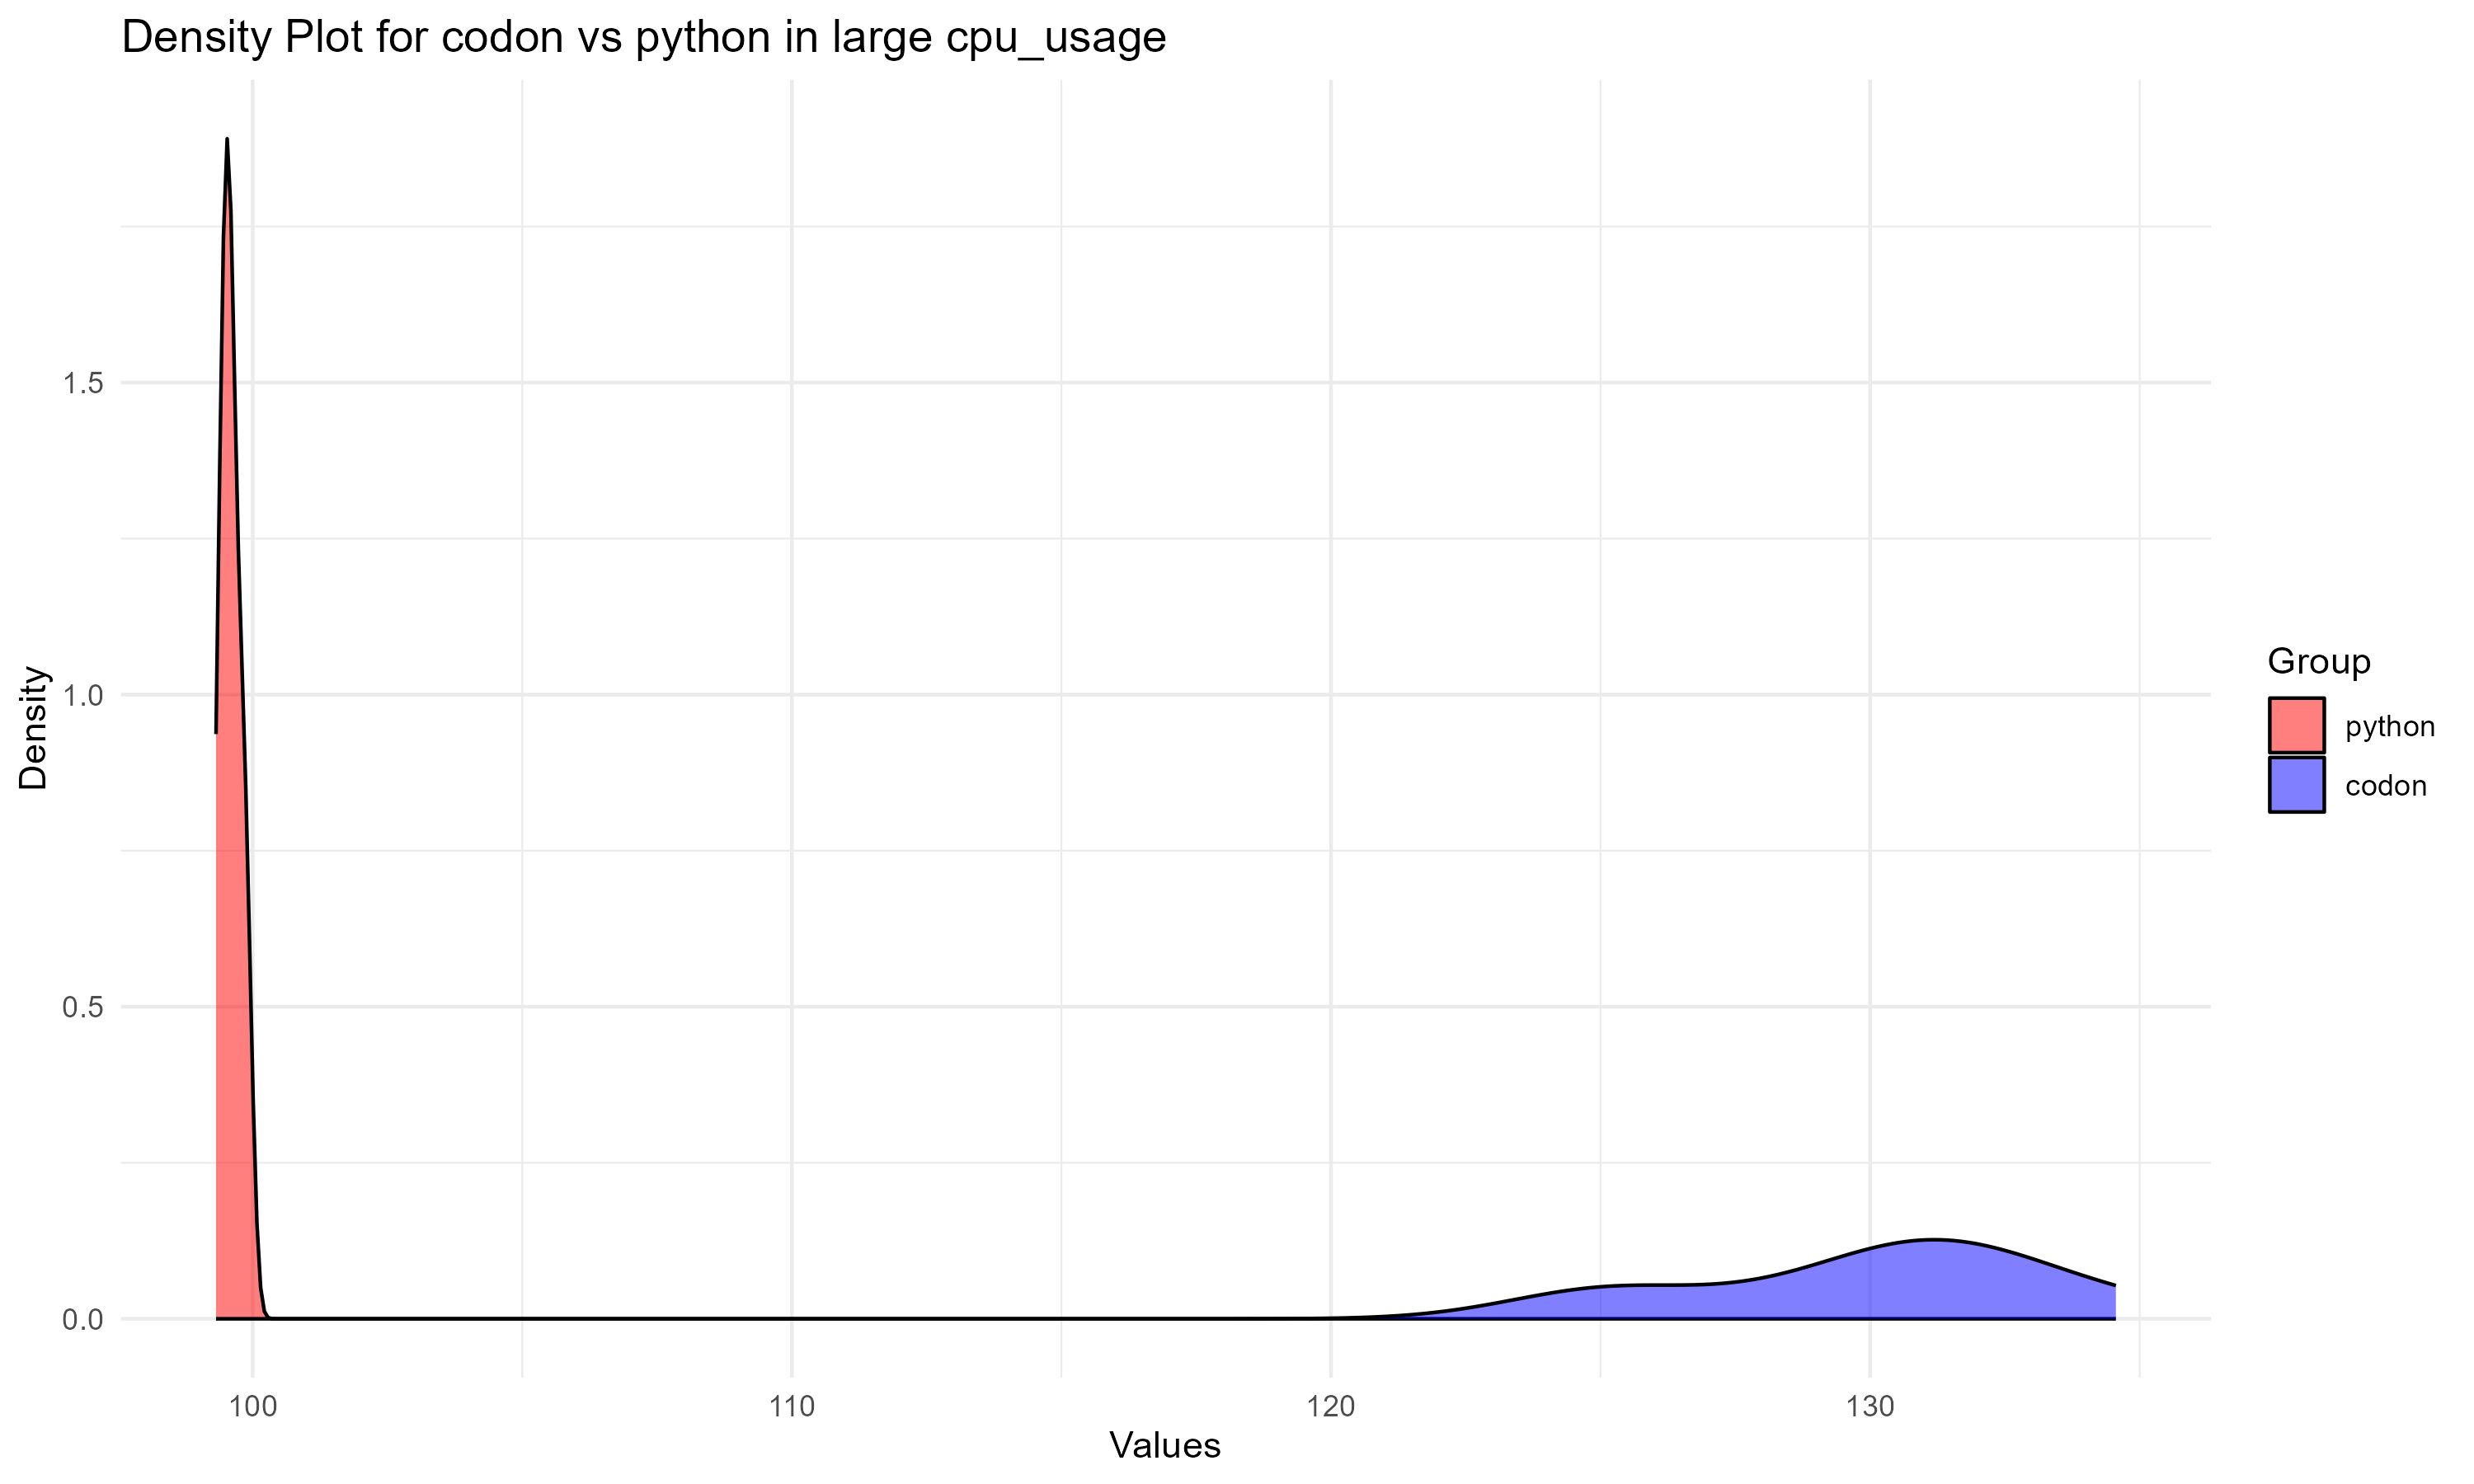 Density Plot for codon vs python in large cpu_usage
1.5
1.0
0.5
0.0
Density
100 110 120 130
Values
Group
python
codon